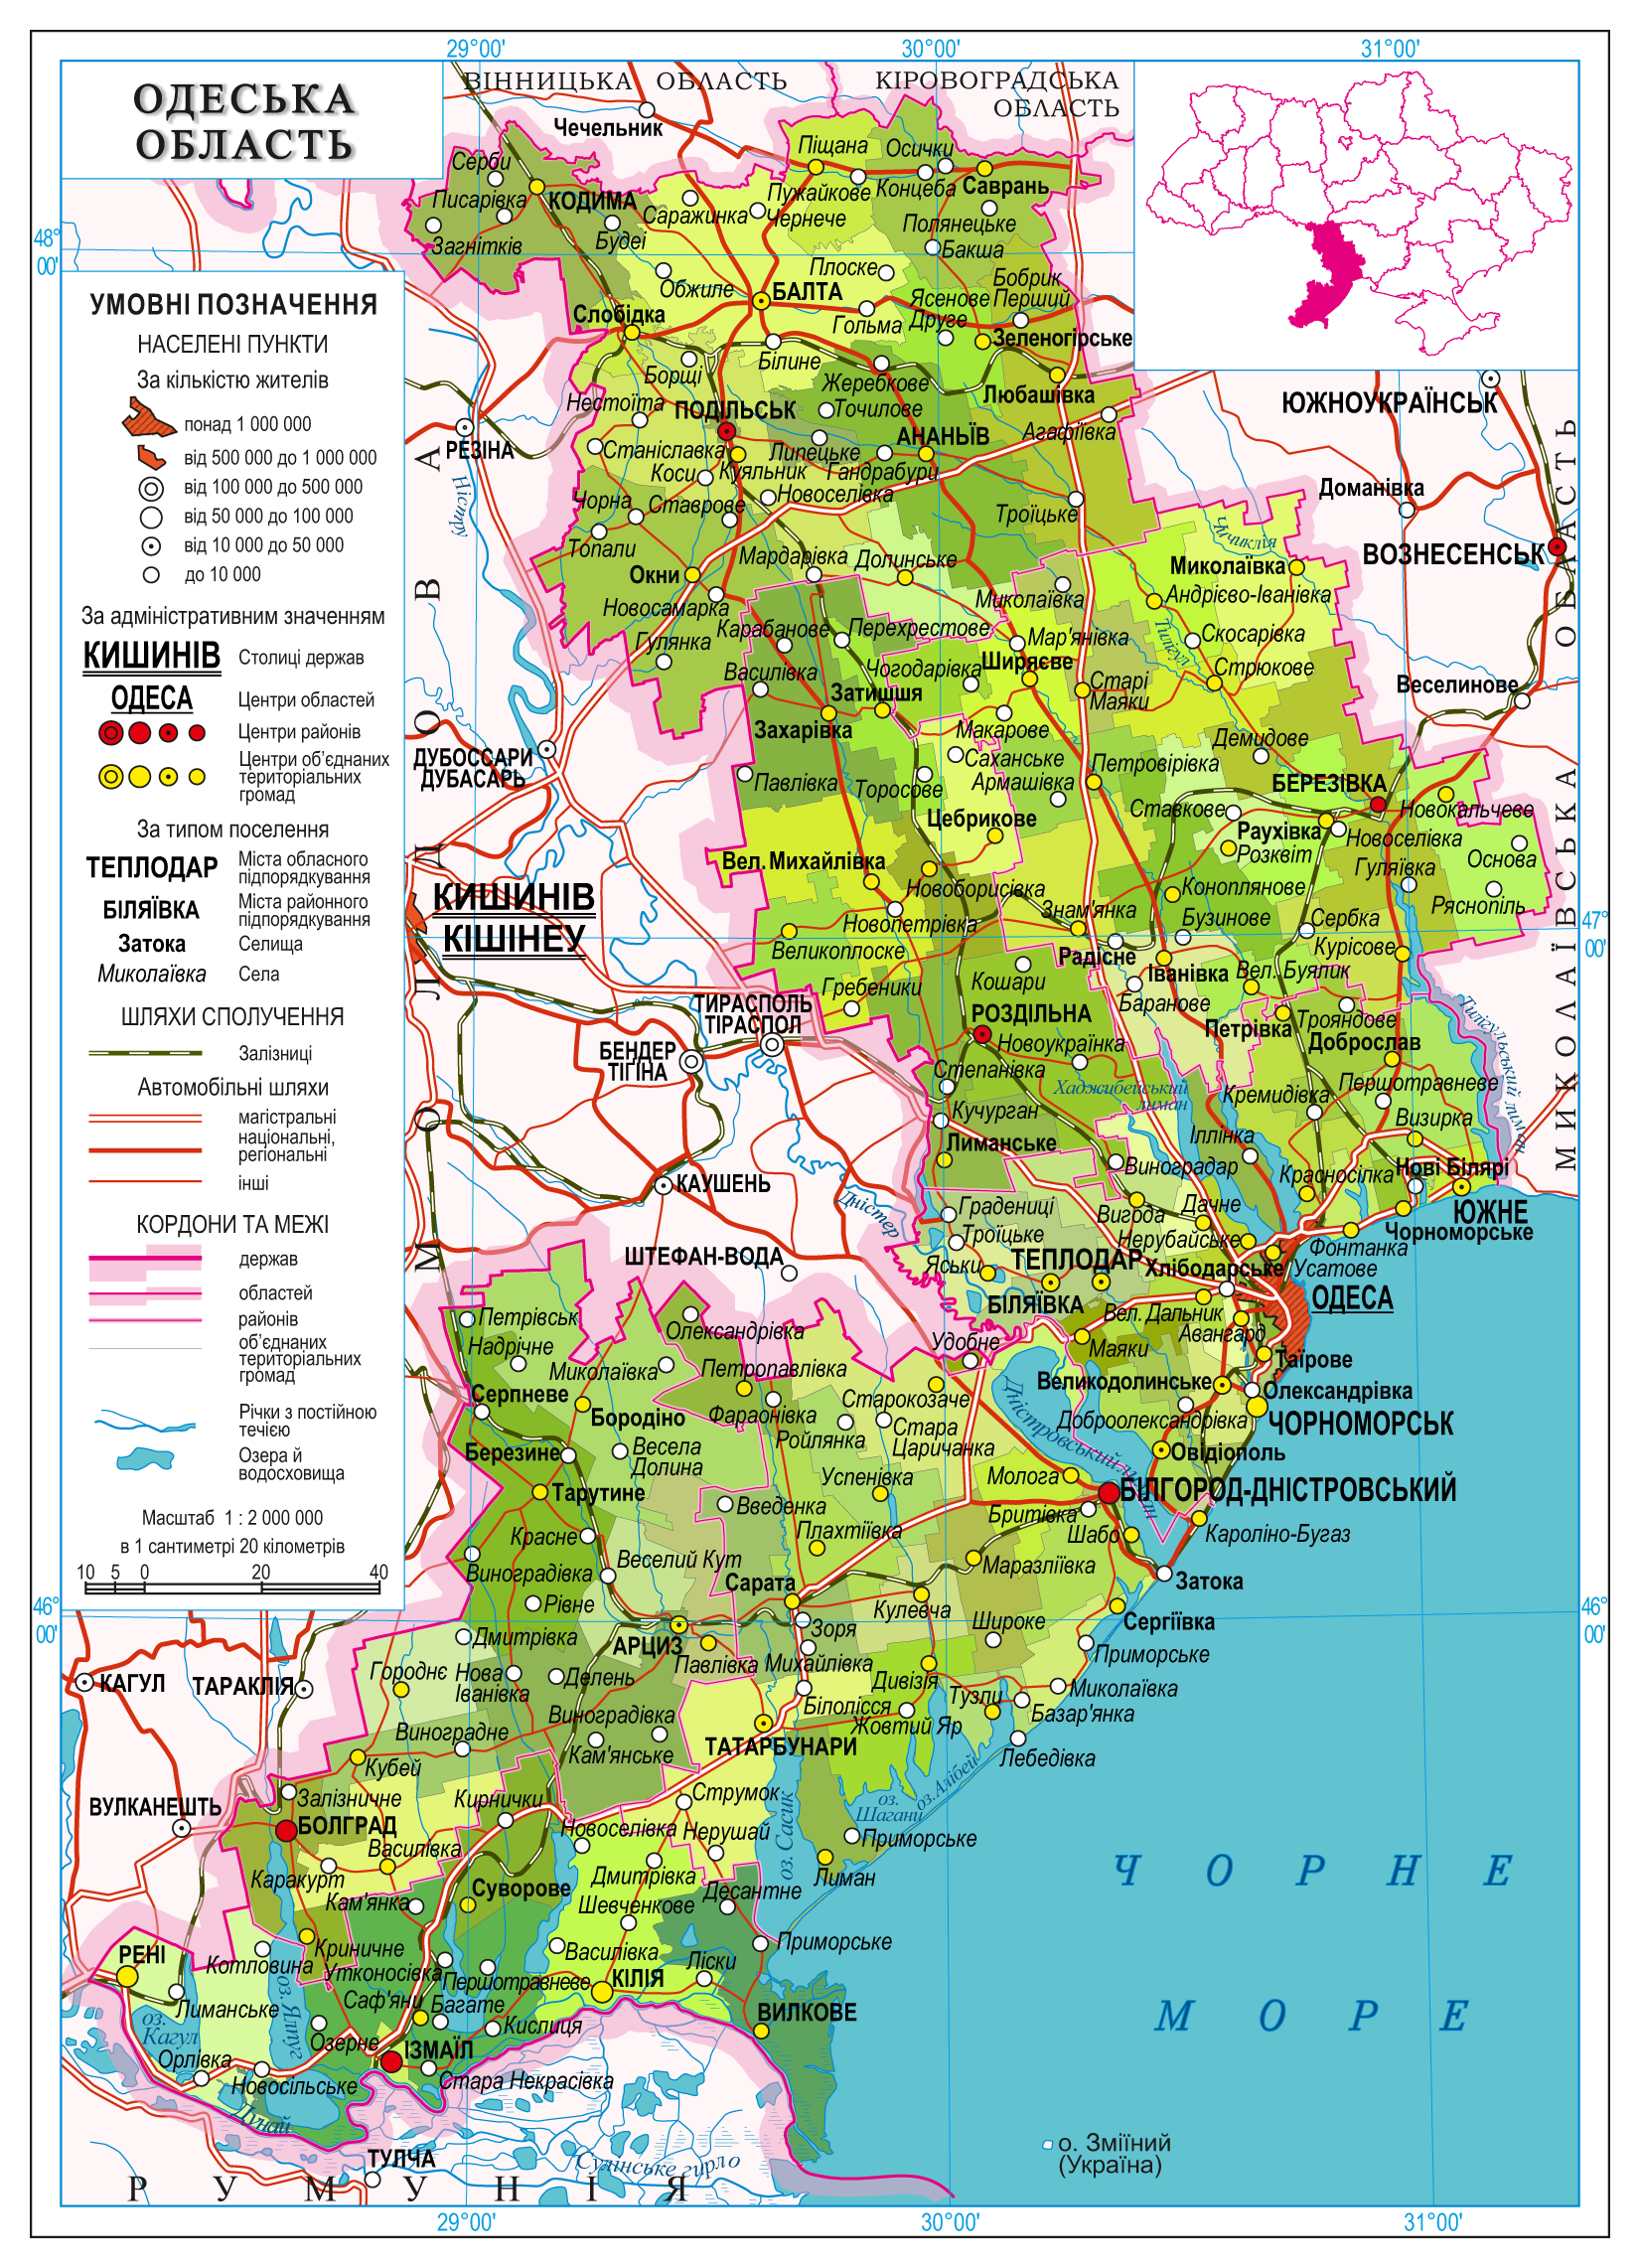 29°00'
30°00'
31°00'
ОДЕСЬКА
ОБЛАСТЬ
ВІННИЦЬКА ОБЛАСТЬ
КІРОВОГРАДСЬКА
ОБЛАСТЬ
Чечельник
48°
00'
УМОВНІ ПОЗНАЧЕННЯ
НАСЕЛЕНІ ПУНКТИ
За кількістю жителів
понад 1 000 000
від 500 000 до 1 000 000
від 100 000 до 500 000
від 50 000 до 100 000
від 10 000 до 50 000
до 10 000
За адміністративним значенням
КИШИНІВ Столиці держав
ОДЕСА Центри областей
Центри районів
Центри об'єднаних
територіальних
громад
За типом поселення
ТЕПЛОДАР Міста обласного
підпорядкування
БІЛЯЇВКА Міста районного
підпорядкування
Затока Селища
Миколаївка Села
ШЛЯХИ СПОЛУЧЕННЯ
Залізниці
Автомобільні шляхи
магістральні
національні,
регіональні
інші
КОРДОНИ ТА МЕЖІ
держав
областей
районів
об'єднаних
територіальних
громад
Річки з постійною
течією
Озера й
водосховища
Масштаб 1 : 2 000 000
в 1 сантиметрі 20 кілометрів
10 5 0 20 40
46°
00'
Серби
Писарівка
КОДИМА
Загнітків
Будеі
Саражинка
Піщана
Осички
Пужайкове
Концеба
Саврань
Чернече
Полянецьке
Бакша
Обжиле
Плоске
БАЛТА
Бобрик
Перший
Ясенове
Друге
Гольма
Слобідка
Зеленогірське
Білине
Борщі
Жеребкове
Любашівка
Нестоїта
ПОДІЛЬСЬК
Точилове
АНАНЬЇВ
Агафіївка
Станіславка
Липецьке
Гандрабури
Коси
Куяльник
РЕЗІНА
Ністру
Чорна
Ставрове
Новоселівка
Троїцьке
Топали
Мардарівка
Долинське
Окни
Новосамарка
Гулянка
Карабанове
Перехрестове
Миколаївка
Мар'янівка
Василівка
Чогодарівка
Ширяєве
Затишшя
Захарівка
Старі
Маяки
Макарове
Саханське
Армашівка
Петровірівка
Павлівка
Торосове
Цебрикове
Чичиклія
Миколаївка
Андрієво-Іванівка
Тилігул
Скосарівка
Стрюкове
Демидове
БЕРЕЗІВКА
Ставкове
Раухівка
Новокальчеве
Новоселівка
Розквіт
Гуляївка
Основа
Ряснопіль
ЮЖНОУКРАЇНСЬК
Доманівка
ВОЗНЕСЕНСЬК
Веселинове
МИКОЛАЇВСЬКА ОБЛАСТЬ
47°
00'
МОЛДОВА
ДУБОССАРИ
ДУБАСАРЬ
КИШИНІВ
КІШІНЕУ
ТИРАСПОЛЬ
ТІРАСПОЛ
БЕНДЕР
ТІГІНА
КАУШЕНЬ
ШТЕФАН-ВОДА
Дністер
Вел. Михайлівка
Новоборисівка
Новопетрівка
Великоплоске
Гребеники
Знам'янка
Коноплянове
Бузинове
Сербка
Курісове
Радісне
Іванівка
Вел. Буялик
Баранове
Кошари
РОЗДІЛЬНА
Новоукраїнка
Степанівка
Петрівка
Трояндове
Доброслав
Хаджибейський
лиман
Кремидівка
Першотравневе
Визирка
Тилігульський лиман
Кучурган
Лиманське
Іллінка
Виноградар
Красносілка
Нові Білярі
ЮЖНЕ
Чорноморське
Градениці
Троїцьке
Вигода
Дачне
Нерубайське
Фонтанка
Усатове
Яськи
ТЕПЛОДАР
Хлібодарське
БІЛЯЇВКА
ОДЕСА
Вел. Дальник
Авангард
Удобне
Маяки
Таїрове
Великодолинське
Олександрівка
ЧОРНОМОРСЬК
Доброолександрівка
Овідіополь
Дністровський лиман
Молога
БІЛГОРОД-ДНІСТРОВСЬКИЙ
Бритівка
Шабо
Кароліно-Бугаз
Маразліївка
Затока
Сергіївка
Петрівськ
Надрічне
Олександрівка
Миколаївка
Петропавлівка
Серпневе
Бородіно
Фараонівка
Старокозаче
Ройлянка
Стара
Царичанка
Березине
Весела
Долина
Тарутине
Введенка
Успенівка
Красне
Плахтіївка
Виноградівка
Веселий Кут
Сарата
Рівне
Кулевча
Широке
Дмитрівка
АРЦИЗ
Зоря
Приморське
Городнє
Нова
Іванівка
Делень
Павлівка
Михайлівка
Дивізія
Тузли
Миколаївка
Білолісся
Базар'янка
Виноградівка
Жовтий Яр
Виноградне
Кам'янське
ТАТАРБУНАРИ
Лебедівка
Кубей
оз. Алібей
оз.
Шагани
КАГУЛ
ТАРАКЛІЯ
ВУЛКАНЕШТЬ
Залізничне
БОЛГРАД
Кирнички
Струмок
Новоселівка
Нерушай
оз. Сасик
Приморське
Лиман
Василівка
Каракурт
Дмитрівка
Кам'янка
Суворове
Шевченкове
Десантне
РЕНІ
Котловина
Криничне
Утконосівка
Першотравневе
Василівка
Приморське
Ліски
КІЛІЯ
Лиманське
Саф'яни
Багате
ВИЛКОВЕ
оз.
Кагул
оз. Ялпуг
Озерне
Кислиця
ІЗМАЇЛ
Орлівка
Новосільське
Стара Некрасівка
Дунай
ТУЛЧА
Сулінське гирло
РУМУНІЯ
ЧОРНЕ
МОРЕ
о. Зміїний
(Україна)
46°
00'
29°00'
30°00'
31°00'